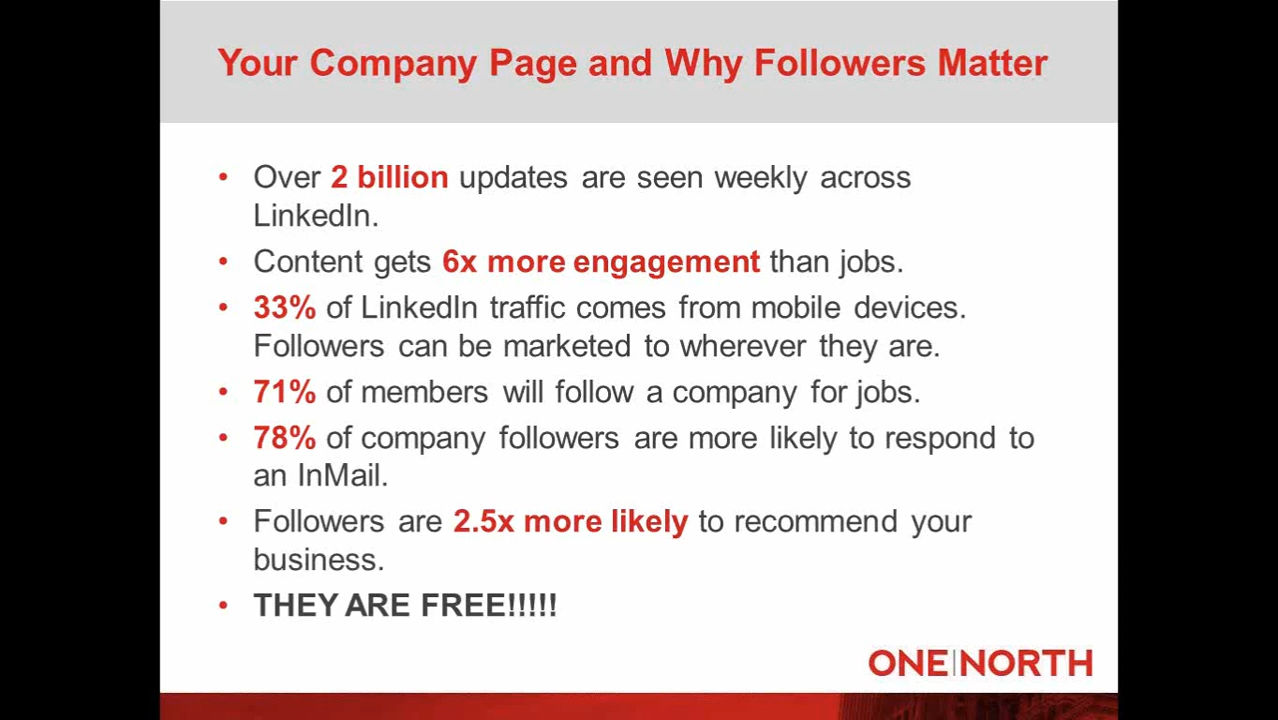 Your Company Page and Why Followers Matter
• Over 2 billion updates are seen weekly across
LinkedIn.
• Content gets 6x more engagement than jobs.
• 33% of LinkedIn traffic comes from mobile devices.
Followers can be marketed to wherever they are.
• 71% of members will follow a company for jobs.
• 78% of company followers are more likely to respond to
an InMail.
• Followers are 2.5x more likely to recommend your
business.
• THEY ARE FREE!!!!!
ONE|NORTH